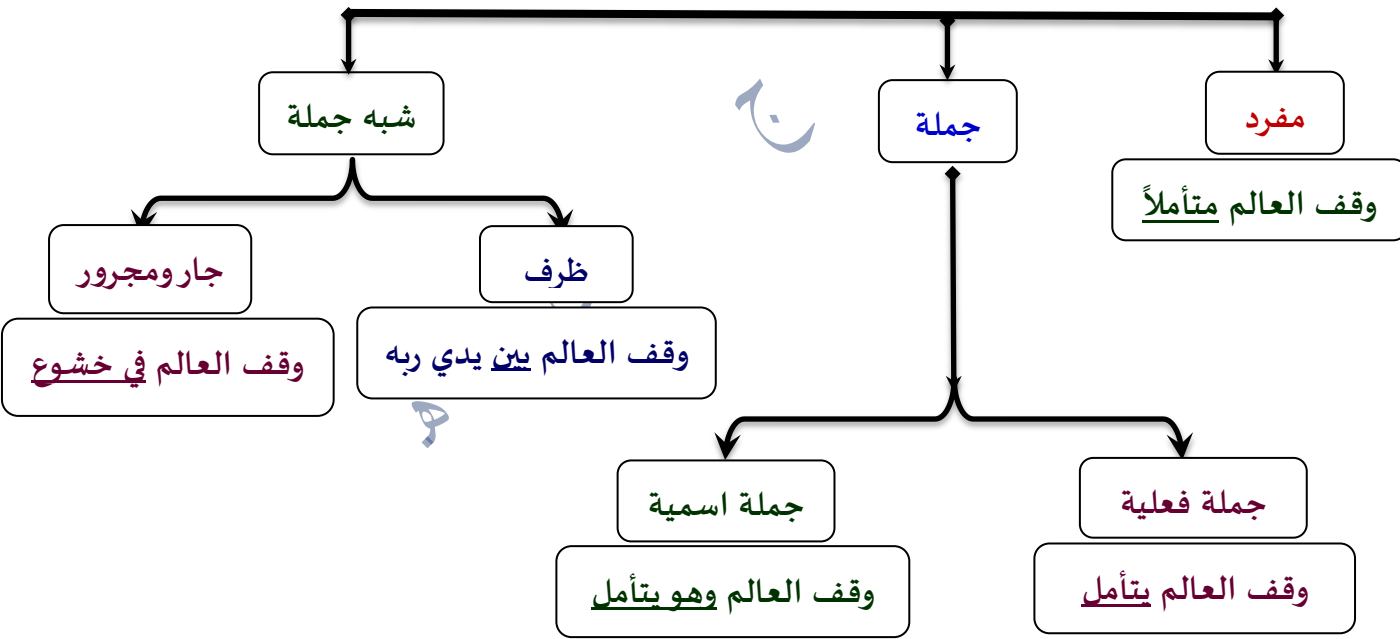 مفرد
وقف العالم متأملاً
جملة
جملة فعلية
وقف العالم يتأمل
جملة اسمية
وقف العالم وهو يتأمل
شبه جملة
ظرف
وقف العالم بين يدي ربه
جار ومجرور
وقف العالم في خشوع